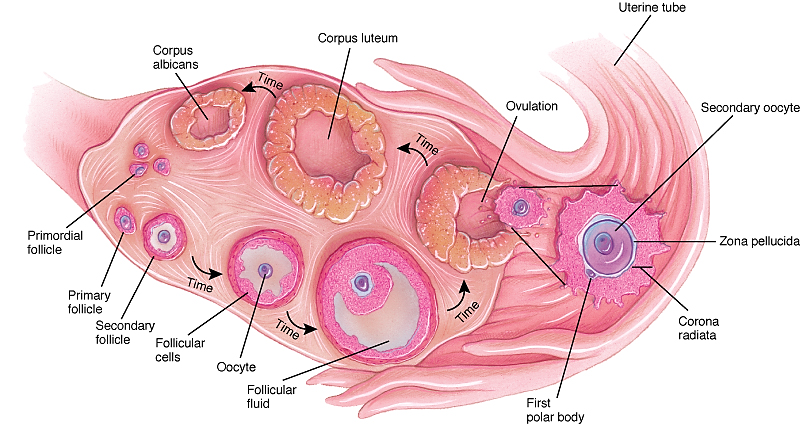 Uterine tube
Corpus luteum
Corpus
albicans
Time
Ovulation
Secondary oocyte
Time
Primordial
follicle
Zona pellucida
Primary
follicle
Secondary
follicle
Time
Follicular
cells
Oocyte
Time
Follicular
fluid
Time
Corona
radiata
First
polar body